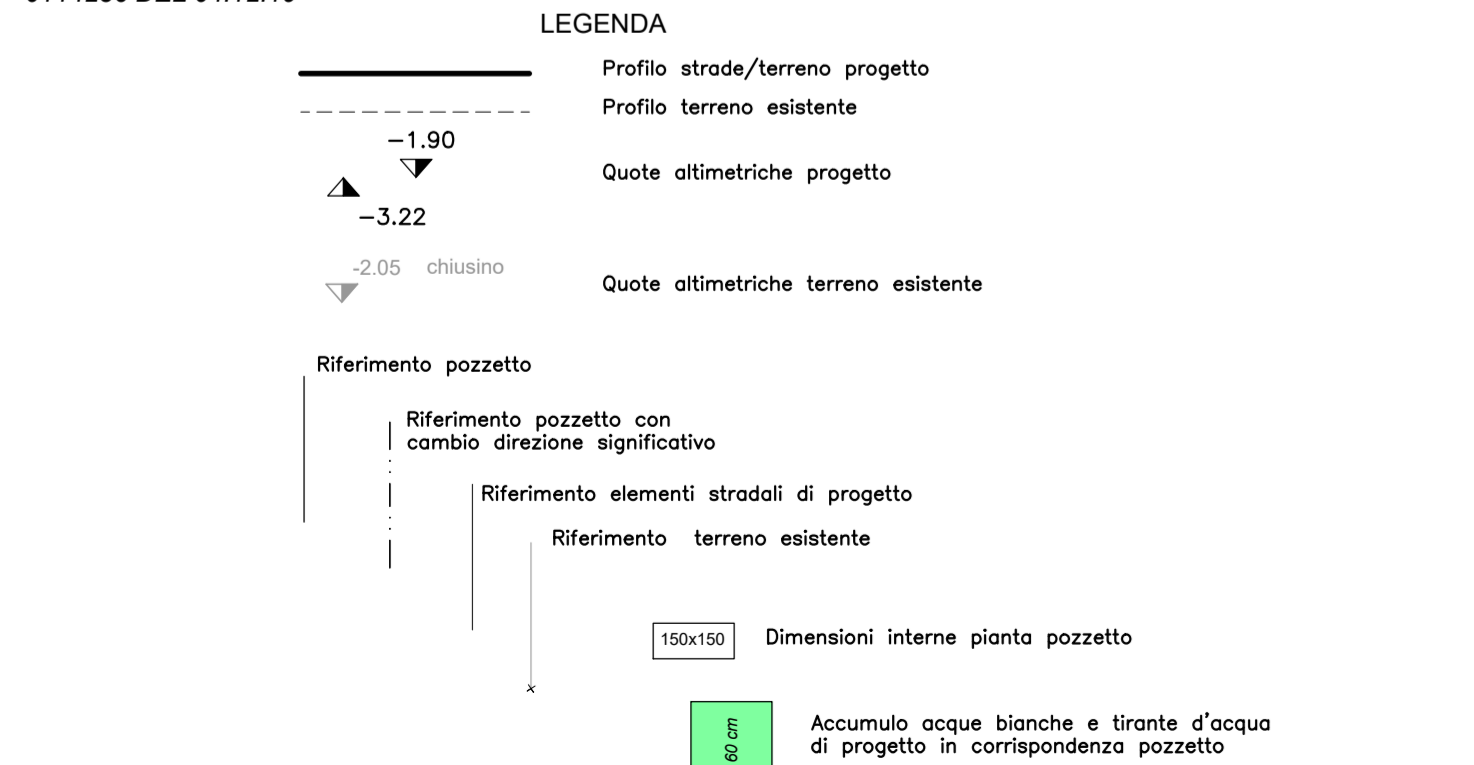 LEGENDA
Profilo strade/terreno progetto
Profilo terreno esistente
-1.90
Quote altimetriche progetto
-3.22
-2.05 chiusino
Quote altimetriche terreno esistente
Riferimento pozzetto
Riferimento pozzetto con
cambio direzione significativo
Riferimento elementi stradali di progetto
Riferimento terreno esistente
150x150 Dimensioni interne pianta pozzetto
60 cm
Accumulo acque bianche e tirante d'acqua
di progetto in corrispondenza pozzetto